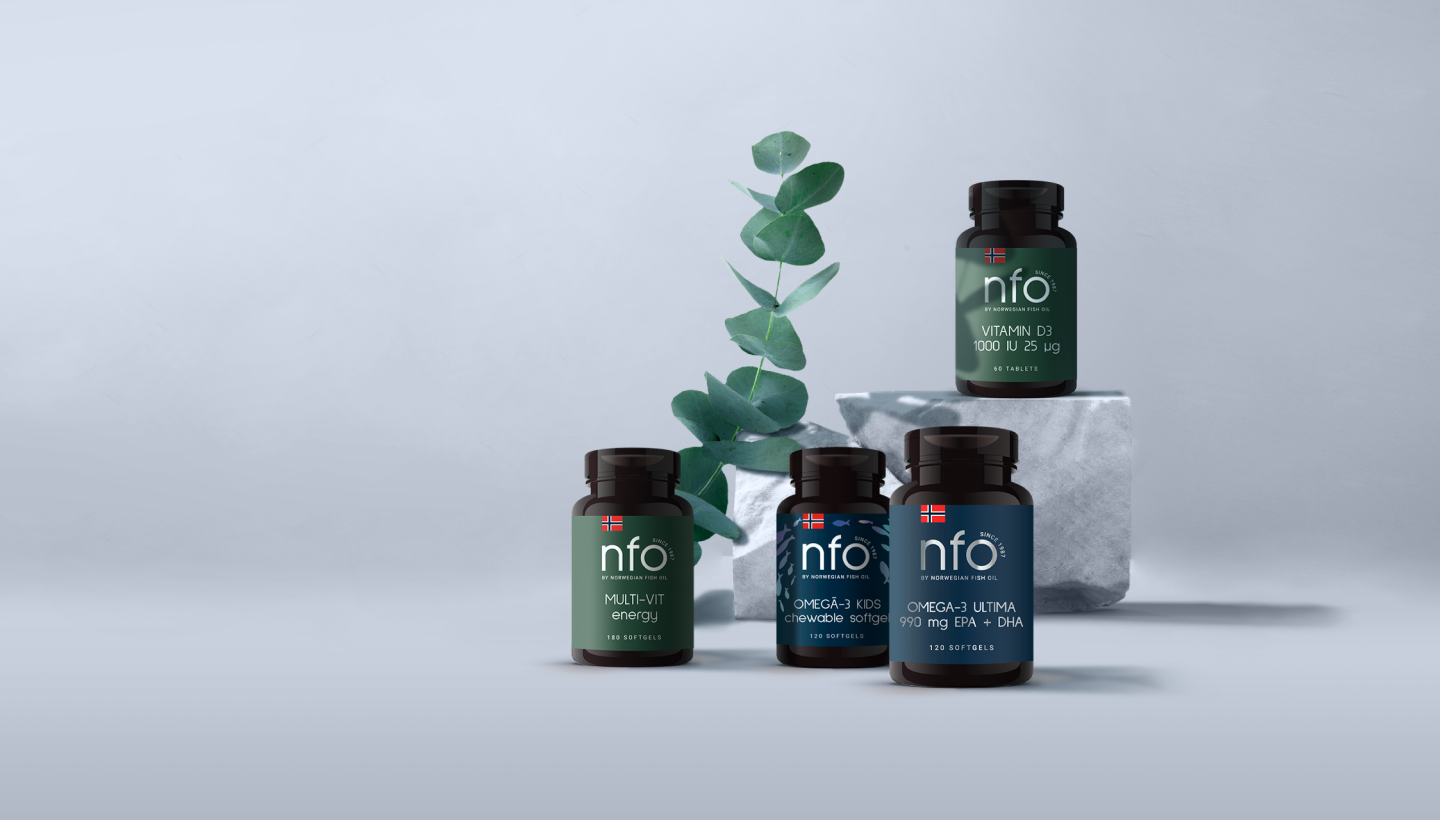 nfo
SINCE 1987
BY NORWEGIAN FISH OIL
VITAMIN D3
1000 IU 25 µg
60 TABLETS
nfo
SINCE 1987
BY NORWEGIAN FISH OIL
MULTI-VIT
energy
180 SOFTGELS
nfo
SINCE 1987
BY NORWEGIAN FISH OIL
OMEGĀ-3 KIDS
chewable softgel
120 SOFTGELS
nfo
SINCE 1987
BY NORWEGIAN FISH OIL
OMEGA-3 ULTIMA
990 mg EPA + DHA
120 SOFTGELS